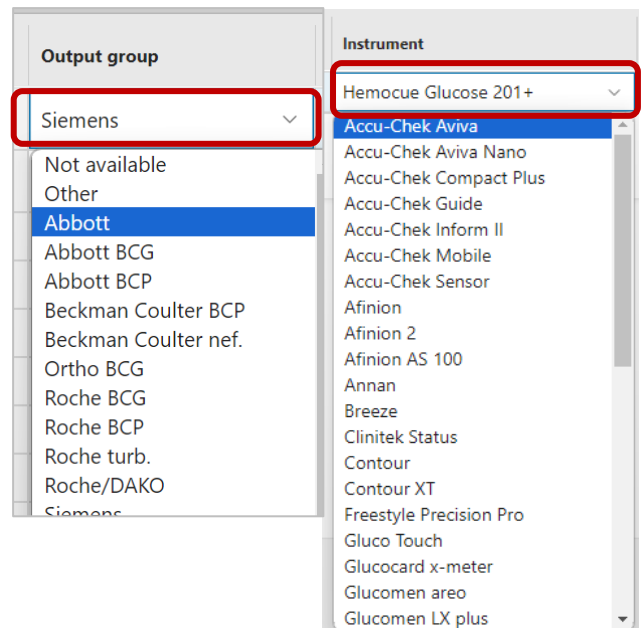 Output group
Siemens
Not available
Other
Abbott
Abbott BCG
Abbott BCP
Beckman Coulter BCP
Beckman Coulter nef.
Ortho BCG
Roche BCG
Roche BCP
Roche turb.
Roche/DAKO
Siemens
Instrument
Hemocue Glucose 201+
Accu-Chek Aviva
Accu-Chek Aviva Nano
Accu-Chek Compact Plus
Accu-Chek Guide
Accu-Chek Inform II
Accu-Chek Mobile
Accu-Chek Sensor
Afinion
Afinion 2
Afinion AS 100
Annan
Breeze
Clinitek Status
Contour
Contour XT
Freestyle Precision Pro
Gluco Touch
Glucocard x-meter
Glucomen areo
Glucomen LX plus